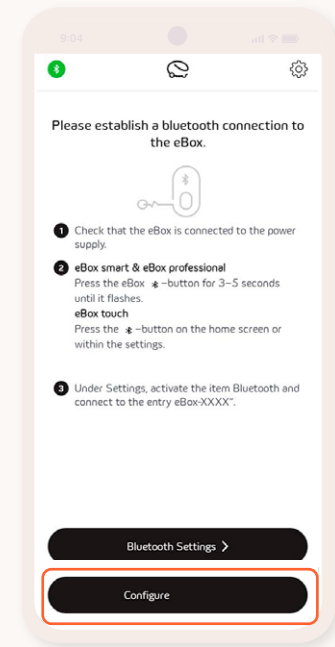 9:04
Please establish a bluetooth connection to
the eBox.
1 Check that the eBox is connected to the power
supply.
2 eBox smart & eBox professional
Press the eBox -button for 3-5 seconds
until it flashes.
eBox touch
Press the -button on the home screen or
within the settings.
3 Under Settings, activate the item Bluetooth and
connect to the entry eBox-XXXX".
Bluetooth Settings >
Configure